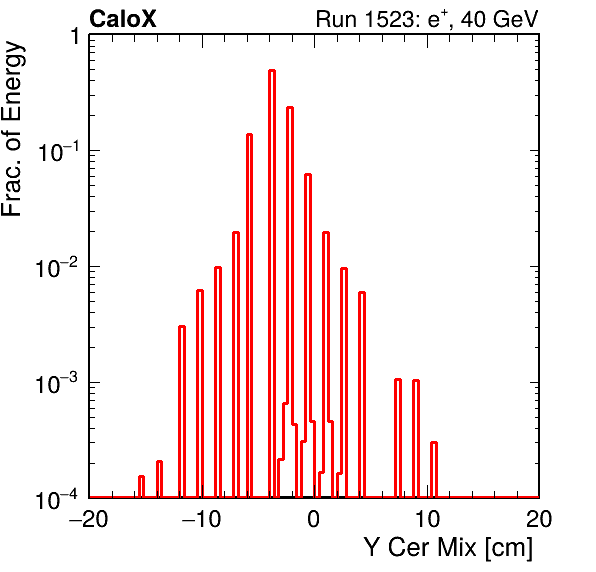 CaloX Run 1523: e⁺, 40 GeV
Frac. of Energy
1
10⁻¹
10⁻²
10⁻³
10⁻⁴
−20 −10 0 10 20
Y Cer Mix [cm]